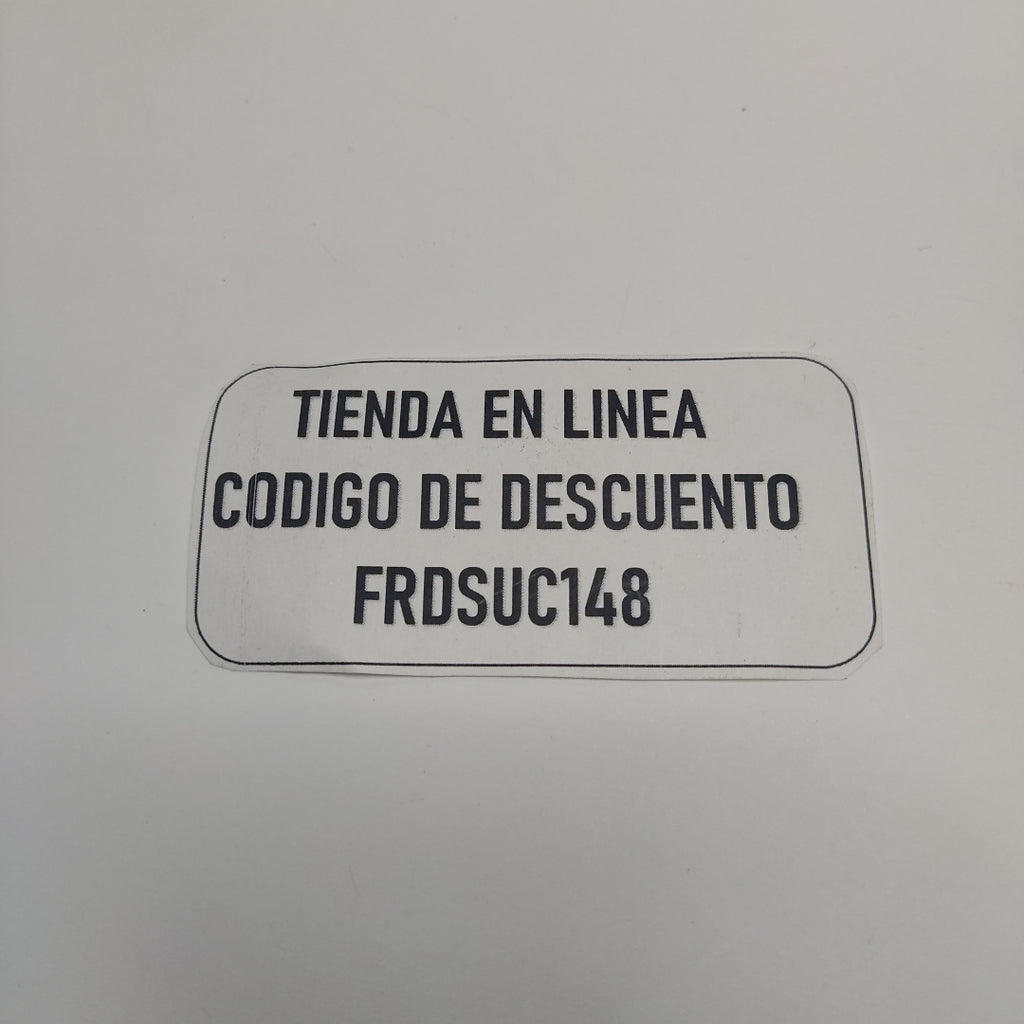 TIENDA EN LINEA
CODIGO DE DESCUENTO
FRDSUC148